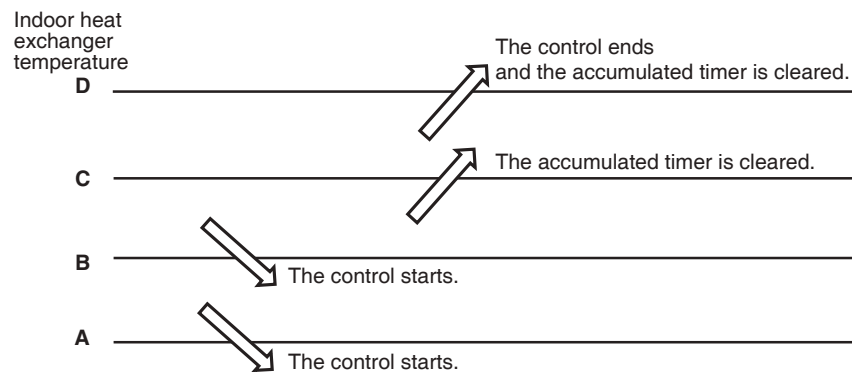 Indoor heat
exchanger
temperature
D
The control ends
and the accumulated timer is cleared.
C
The accumulated timer is cleared.
B
The control starts.
A
The control starts.